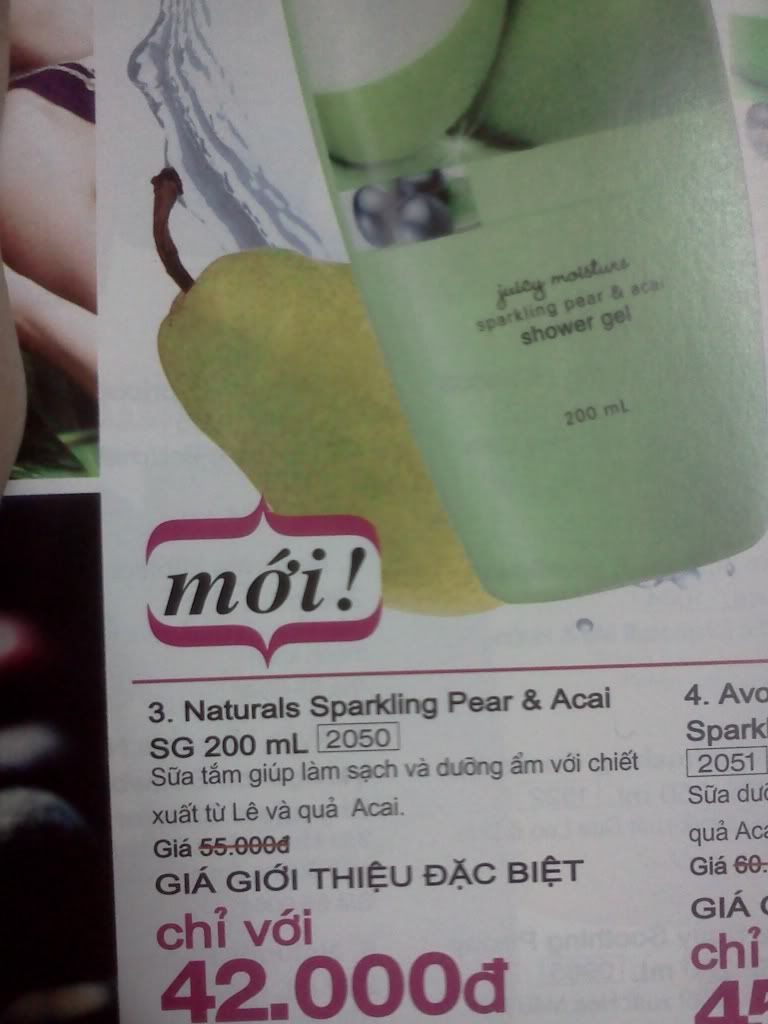 juicy moisture
sparkling pear & acai
shower gel
200 mL
mới!
3. Naturals Sparkling Pear & Acai
SG 200 mL 2050
Sữa tắm giúp làm sạch và dưỡng ẩm với chiết
xuất từ Lê và quả Acai.
Giá 55.000đ
GIÁ GIỚI THIỆU ĐẶC BIỆT
chỉ với
42.000đ
4. Avo
Spark
2051
Sữa dưỡ
quả Aca
Giá 60.
GIÁ G
chỉ
45